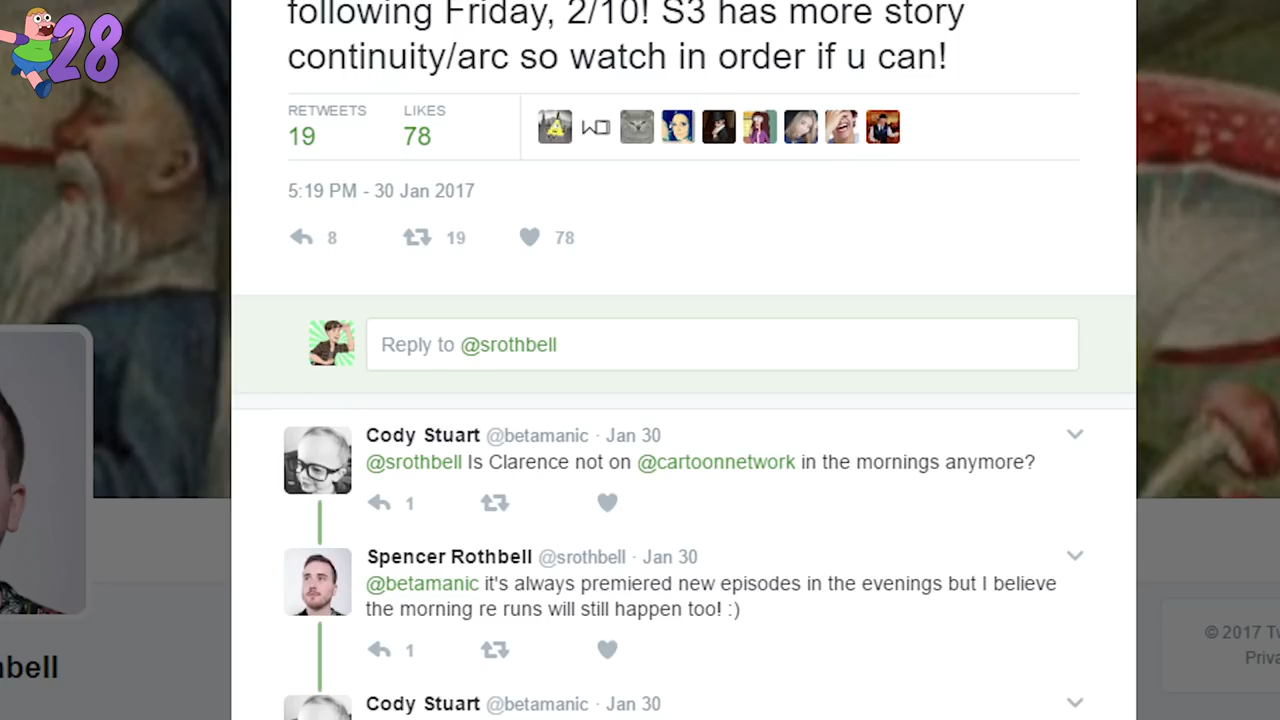 28
following Friday, 2/10! S3 has more story
continuity/arc so watch in order if u can!
RETWEETS LIKES
19 78
5:19 PM - 30 Jan 2017
8 19 78
Reply to @srothbell
Cody Stuart @betamanic · Jan 30
@srothbell Is Clarence not on @cartoonnetwork in the mornings anymore?
1
Spencer Rothbell @srothbell · Jan 30
@betamanic it's always premiered new episodes in the evenings but I believe
the morning re runs will still happen too! :)
1
Cody Stuart @betamanic · Jan 30
hbell
© 2017 Tw
Priva